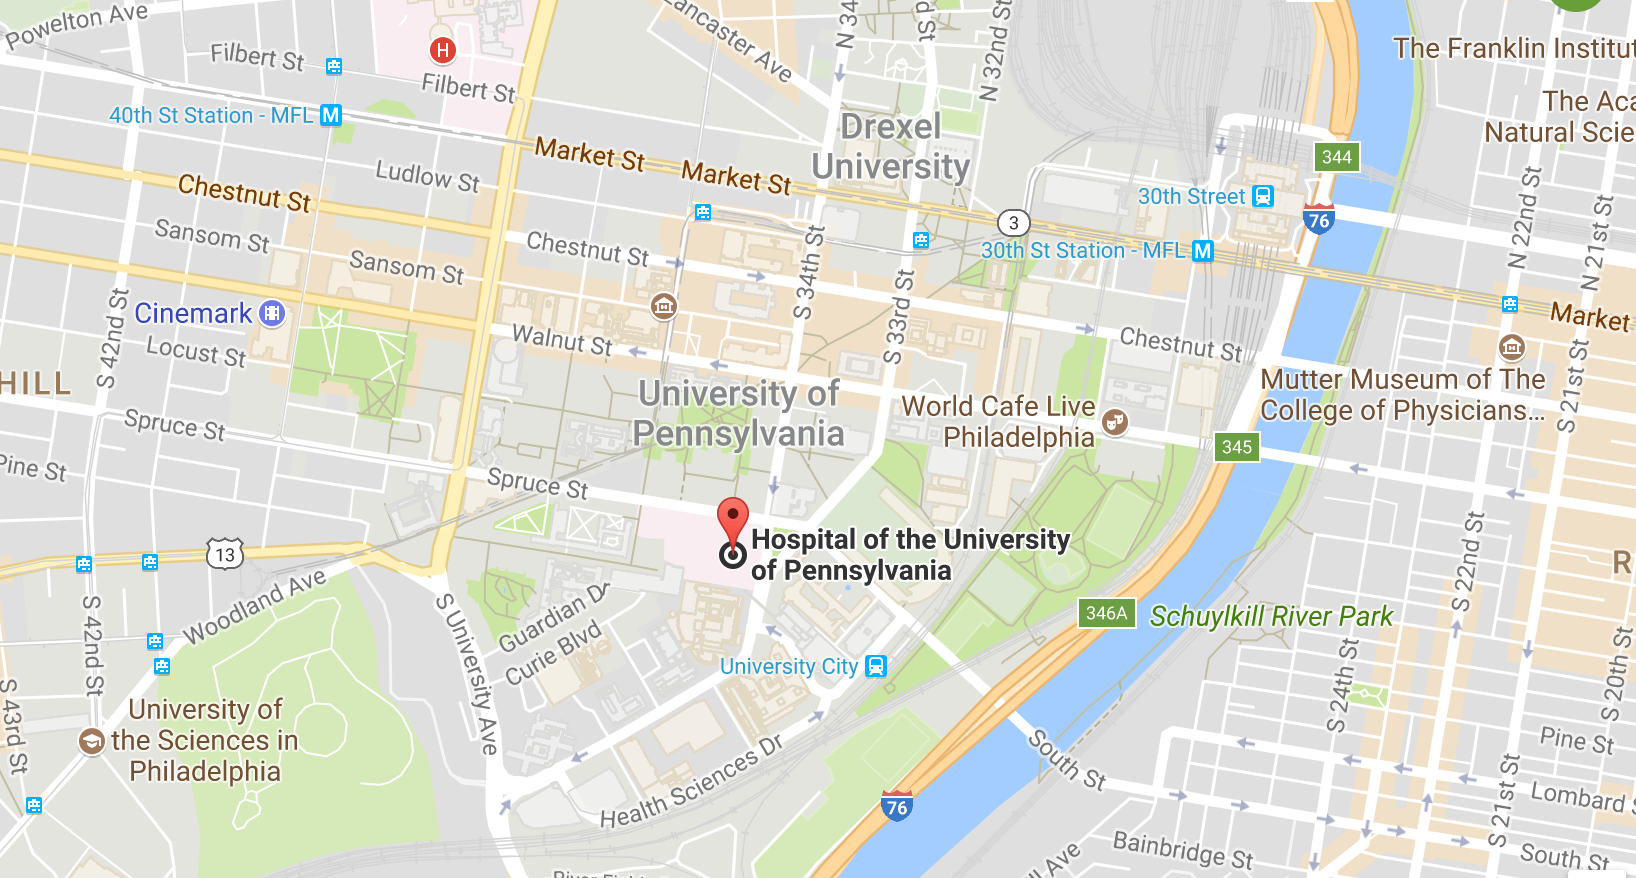 Powelton Ave
Lancaster Ave
N 34
d St
N 32nd St
Filbert St
H
Filbert St
The Franklin Institut
The Aca
Natural Scie
40th St Station - MFL M
Drexel
University
Market St
Market St
344
Ludlow St
Chestnut St
30th Street
76
N 22nd St
N 21st St
3
Sansom St
Chestnut St
30th St Station - MFL M
Sansom St
S 34th St
S 33rd St
Cinemark
Market
S 42nd St
Locust St
Walnut St
Chestnut St
HILL
Mutter Museum of The
College of Physicians...
S 21st St
University of
Pennsylvania
World Cafe Live
Philadelphia
Spruce St
345
Pine St
Spruce St
Hospital of the University
of Pennsylvania
13
S 22nd St
R
Woodland Ave
S 42nd St
S University Ave
Guardian Dr
Curie Blvd
346A
Schuylkill River Park
University City
S 24th St
S 20th St
S 43rd St
University of
the Sciences in
Philadelphia
Health Sciences Dr
76
South St
Pine St
S 21st St
Lombard S
Bainbridge St
South St
ll Ave
River Fiel